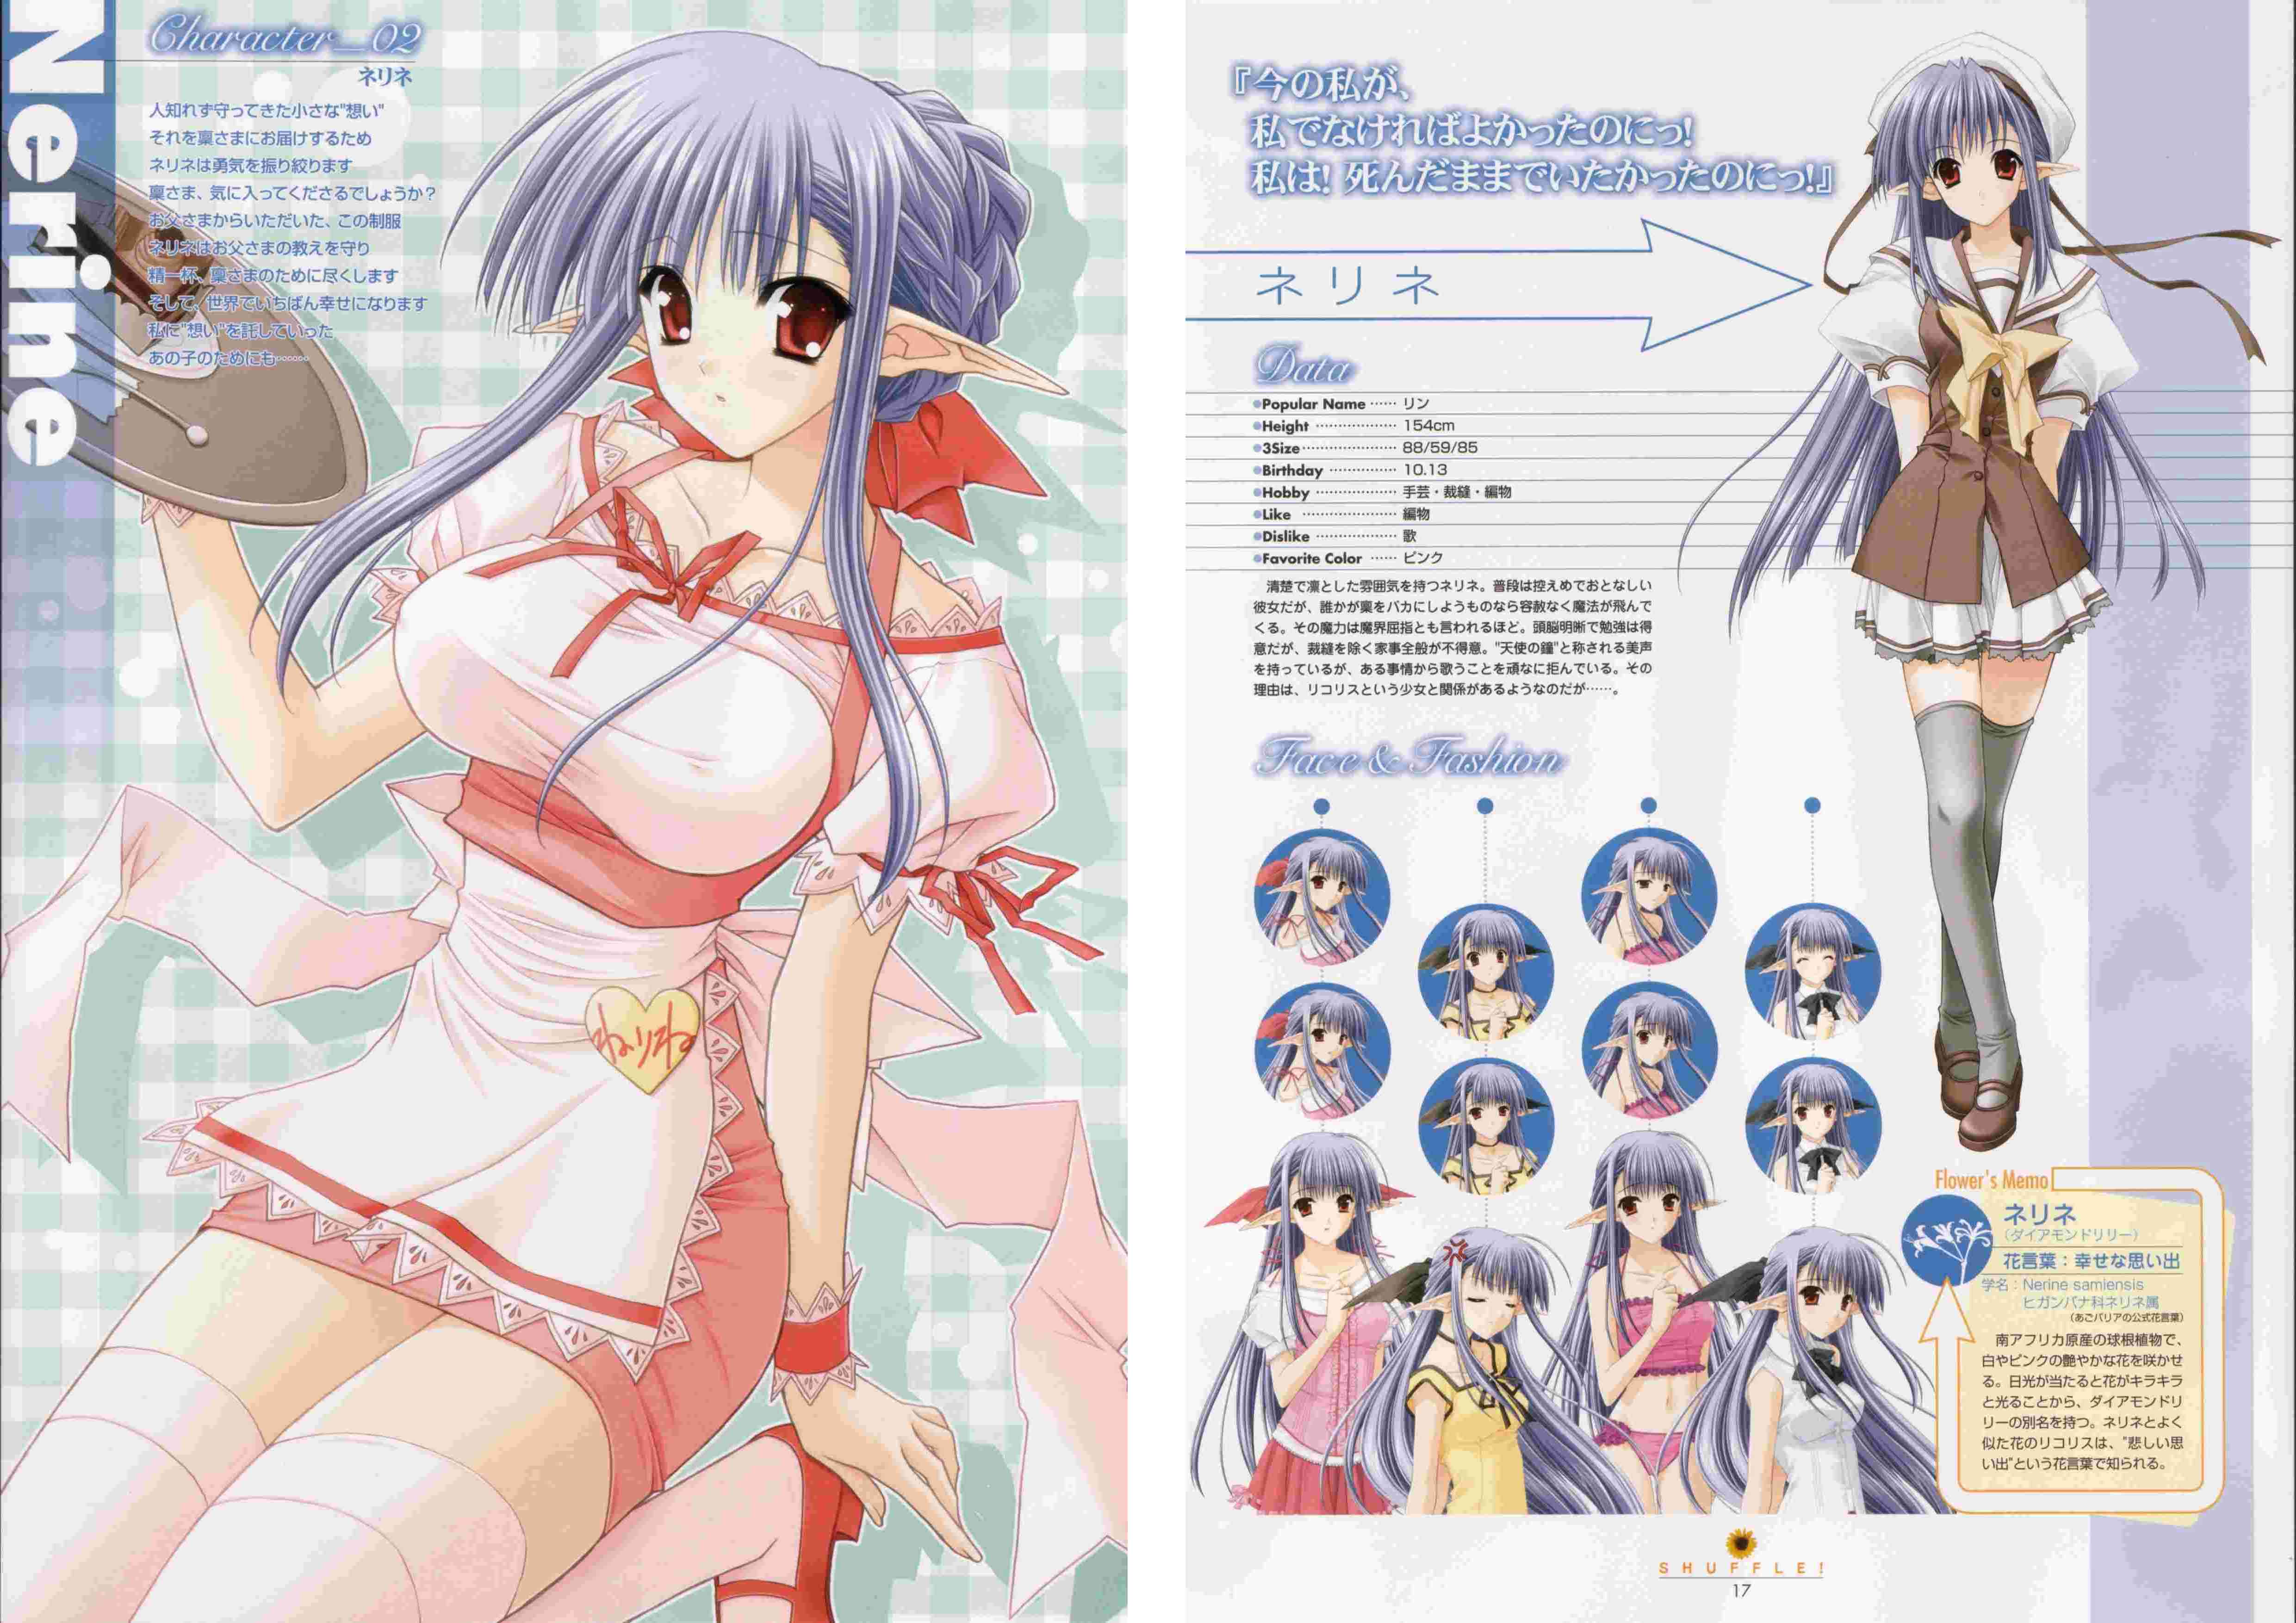 Nerine
Character_02
ネリネ
人知れず守ってきた小さな"想い"
それを稟さまにお届けするため
ネリネは勇気を振り絞ります
稟さま、気に入ってくださるでしょうか?
お父さまからいただいた、この制服
ネリネはお父さまの教えを守り
精一杯、稟さまのために尽くします
そして、世界でいちばん幸せになります
私に"想い"を託していった
あの子のためにも……
ねりね
『今の私が、
私でなければよかったのにっ!
私は! 死んだままでいたかったのにっ!』
ネリネ
Data
Popular Name …… リン
Height ……………… 154cm
3Size ……………… 88/59/85
Birthday …………… 10.13
Hobby ……………… 手芸・裁縫・編物
Like ……………… 編物
Dislike ……………… 歌
Favorite Color …… ピンク
清楚で凛とした雰囲気を持つネリネ。普段は控えめでおとなしい
彼女だが、誰かが稟をバカにしようものなら容赦なく魔法が飛んで
くる。その魔力は魔界屈指とも言われるほど。頭脳明晰で勉強は得
意だが、裁縫を除く家事全般が不得意。"天使の鐘"と称される美声
を持っているが、ある事情から歌うことを頑なに拒んでいる。その
理由は、リコリスという少女と関係があるようなのだが……。
Face & Fashion
Flower's Memo
ネリネ
(ダイアモンドリリー)
花言葉:幸せな思い出
学名:Nerine samiensis
ヒガンバナ科ネリネ属
(あごバリアの公式花言葉)
南アフリカ原産の球根植物で、
白やピンクの艶やかな花を咲かせ
る。日光が当たると花がキラキラ
と光ることから、ダイアモンドリ
リーの別名を持つ。ネリネとよく
似た花のリコリスは、"悲しい思
い出"という花言葉で知られる。
SHUFFLE!
17